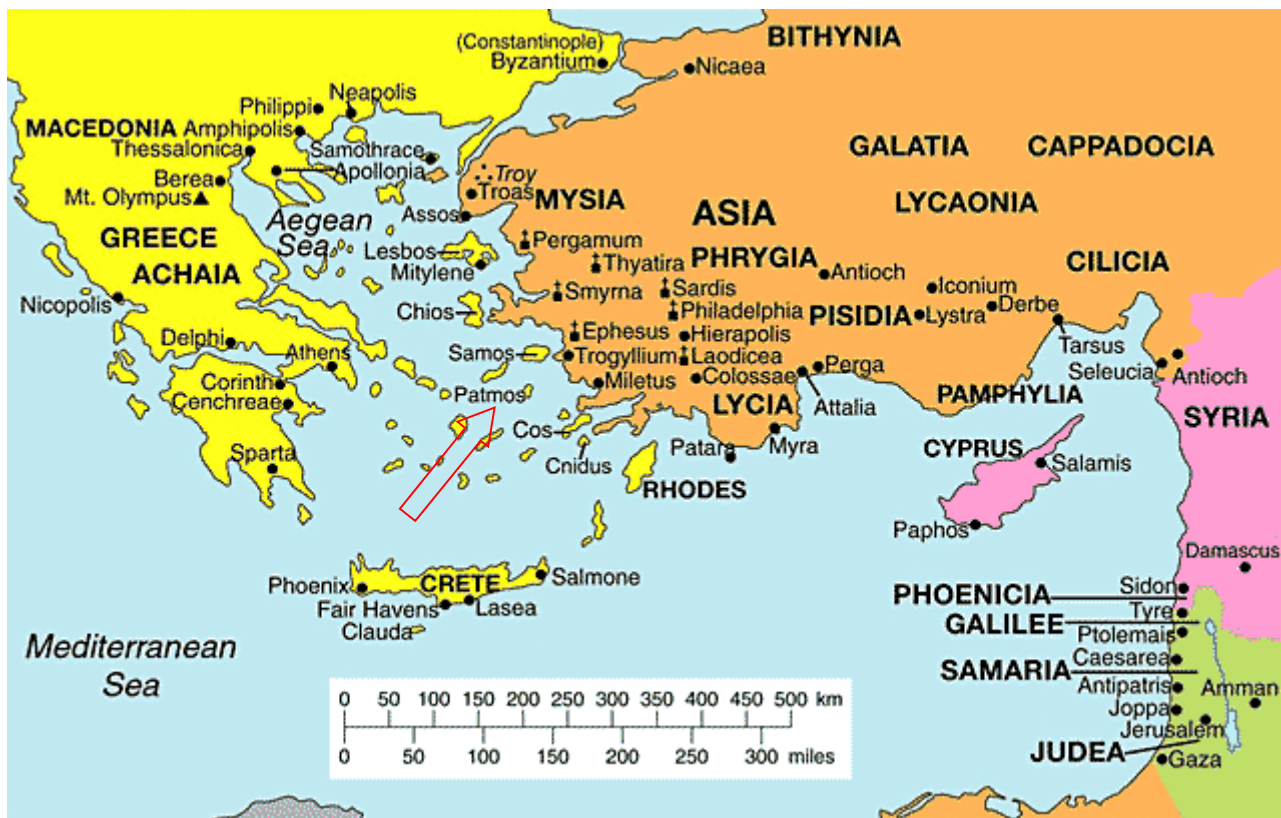 (Constantinople)
Byzantium
BITHYNIA
Nicaea
Neapolis
Philippi
MACEDONIA
Amphipolis
Thessalonica
Samothrace
Apollonia
GALATIA
CAPPADOCIA
Berea
Mt. Olympus
Troy
Troas
MYSIA
ASIA
LYCAONIA
Aegean
Sea
Assos
GREECE
ACHAIA
Lesbos
Mitylene
Pergamum
Thyatira
PHRYGIA
Antioch
CILICIA
Nicopolis
Chios
Smyrna
Sardis
Iconium
Philadelphia
PISIDIA
Lystra
Derbe
Delphi
Athens
Samos
Ephesus
Hierapolis
Trogyllium
Laodicea
Tarsus
Seleucia
Antioch
Corinth
Cenchreae
Patmos
Miletus
Colossae
Perga
Attalia
PAMPHYLIA
LYCIA
SYRIA
Sparta
Cos
Cnidus
Patara
Myra
CYPRUS
Salamis
RHODES
Paphos
Damascus
Phoenix
CRETE
Salmone
Fair Havens
Lasea
Clauda
PHOENICIA
Sidon
Tyre
GALILEE
Ptolemais
Mediterranean
Sea
SAMARIA
Caesarea
Antipatris
Amman
Joppa
Jerusalem
JUDEA
Gaza
0 50 100 150 200 250 300 350 400 450 500 km
0 50 100 150 200 250 300 miles